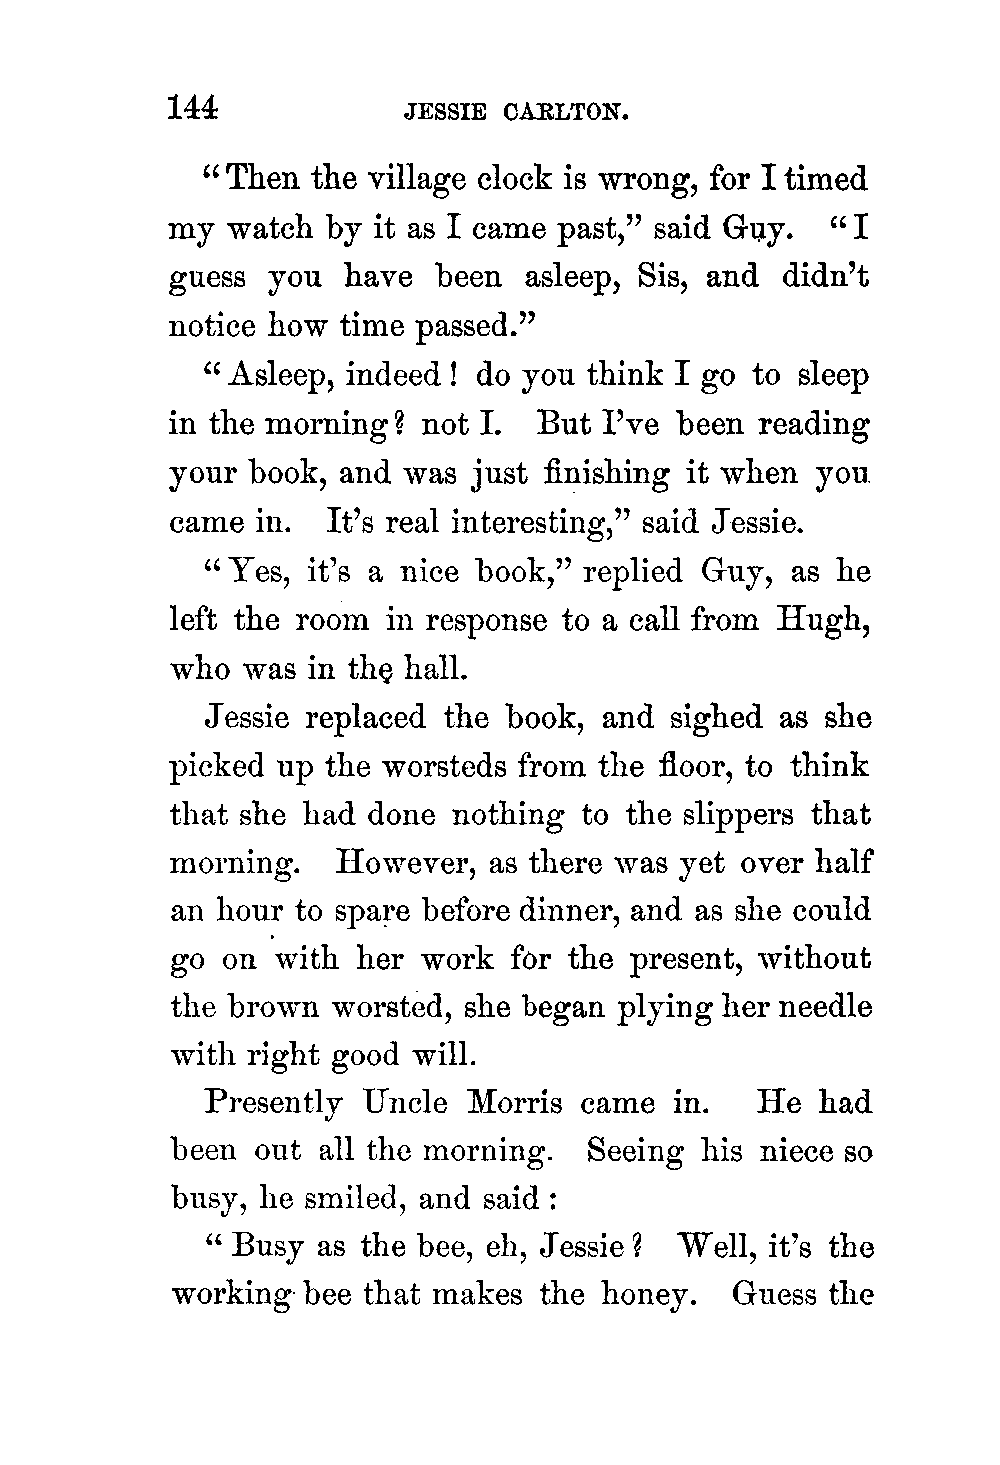 144 JESSIE CARLTON.
“Then the village clock is wrong, for I timed
my watch by it as I came past,” said Guy. “I
guess you have been asleep, Sis, and didn’t
notice how time passed.”
“Asleep, indeed! do you think I go to sleep
in the morning? not I. But I’ve been reading
your book, and was just finishing it when you
came in. It’s real interesting,” said Jessie.
“Yes, it’s a nice book,” replied Guy, as he
left the room in response to a call from Hugh,
who was in the hall.
Jessie replaced the book, and sighed as she
picked up the worsteds from the floor, to think
that she had done nothing to the slippers that
morning. However, as there was yet over half
an hour to spare before dinner, and as she could
go on with her work for the present, without
the brown worsted, she began plying her needle
with right good will.
Presently Uncle Morris came in. He had
been out all the morning. Seeing his niece so
busy, he smiled, and said:
“Busy as the bee, eh, Jessie? Well, it’s the
working bee that makes the honey. Guess the